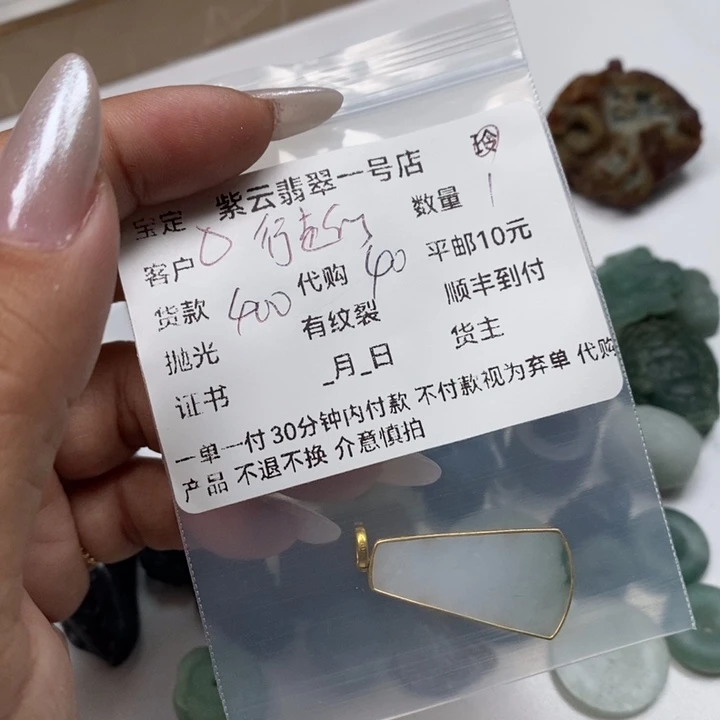 玲
宝定 紫云翡翠一号店
客户 数量 1
货款 400 代购 40 平邮10元
抛光 有纹裂 顺丰到付
证书 _月_日 货主
一单一付 30分钟内付款 不付款视为弃单 代购
产品 不退不换 介意慎拍